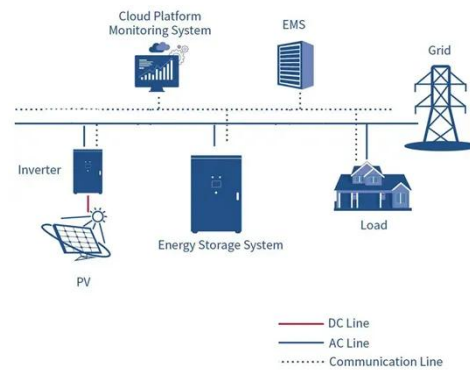 Cloud Platform
Monitoring System
EMS
Grid
Inverter
Energy Storage System
Load
PV
DC Line
AC Line
Communication Line